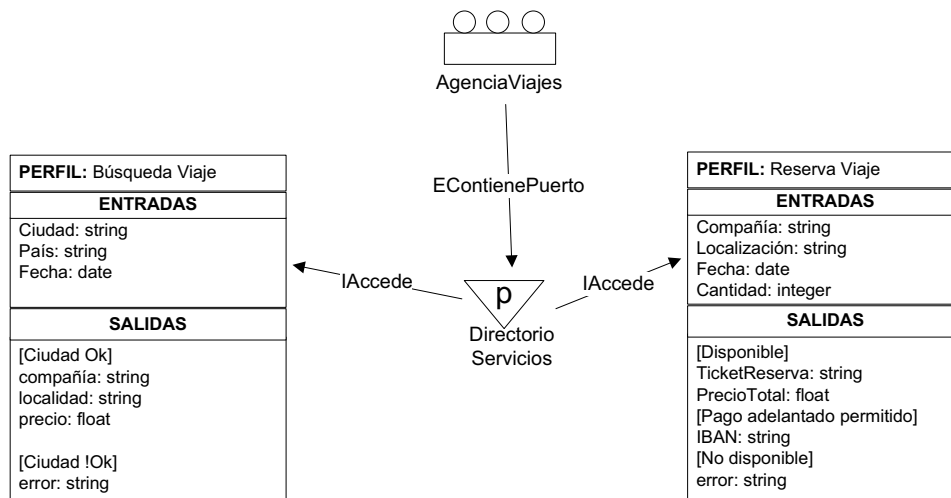 AgenciaViajes
EContienePuerto
PERFIL: Búsqueda Viaje
ENTRADAS
Ciudad: string
País: string
Fecha: date
SALIDAS
[Ciudad Ok]
compañía: string
localidad: string
precio: float
[Ciudad !Ok]
error: string
IAccede
p
Directorio
Servicios
IAccede
PERFIL: Reserva Viaje
ENTRADAS
Compañía: string
Localización: string
Fecha: date
Cantidad: integer
SALIDAS
[Disponible]
TicketReserva: string
PrecioTotal: float
[Pago adelantado permitido]
IBAN: string
[No disponible]
error: string